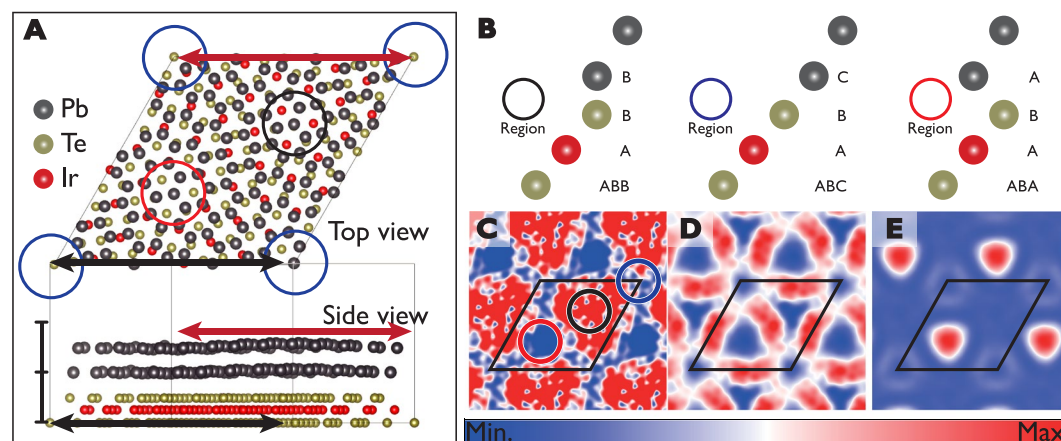 A
Pb
Te
Ir
Top view
Side view
B
B
B
Region
A
ABB
C
B
Region
A
ABC
A
B
Region
A
ABA
C
D
E
Min.
Max